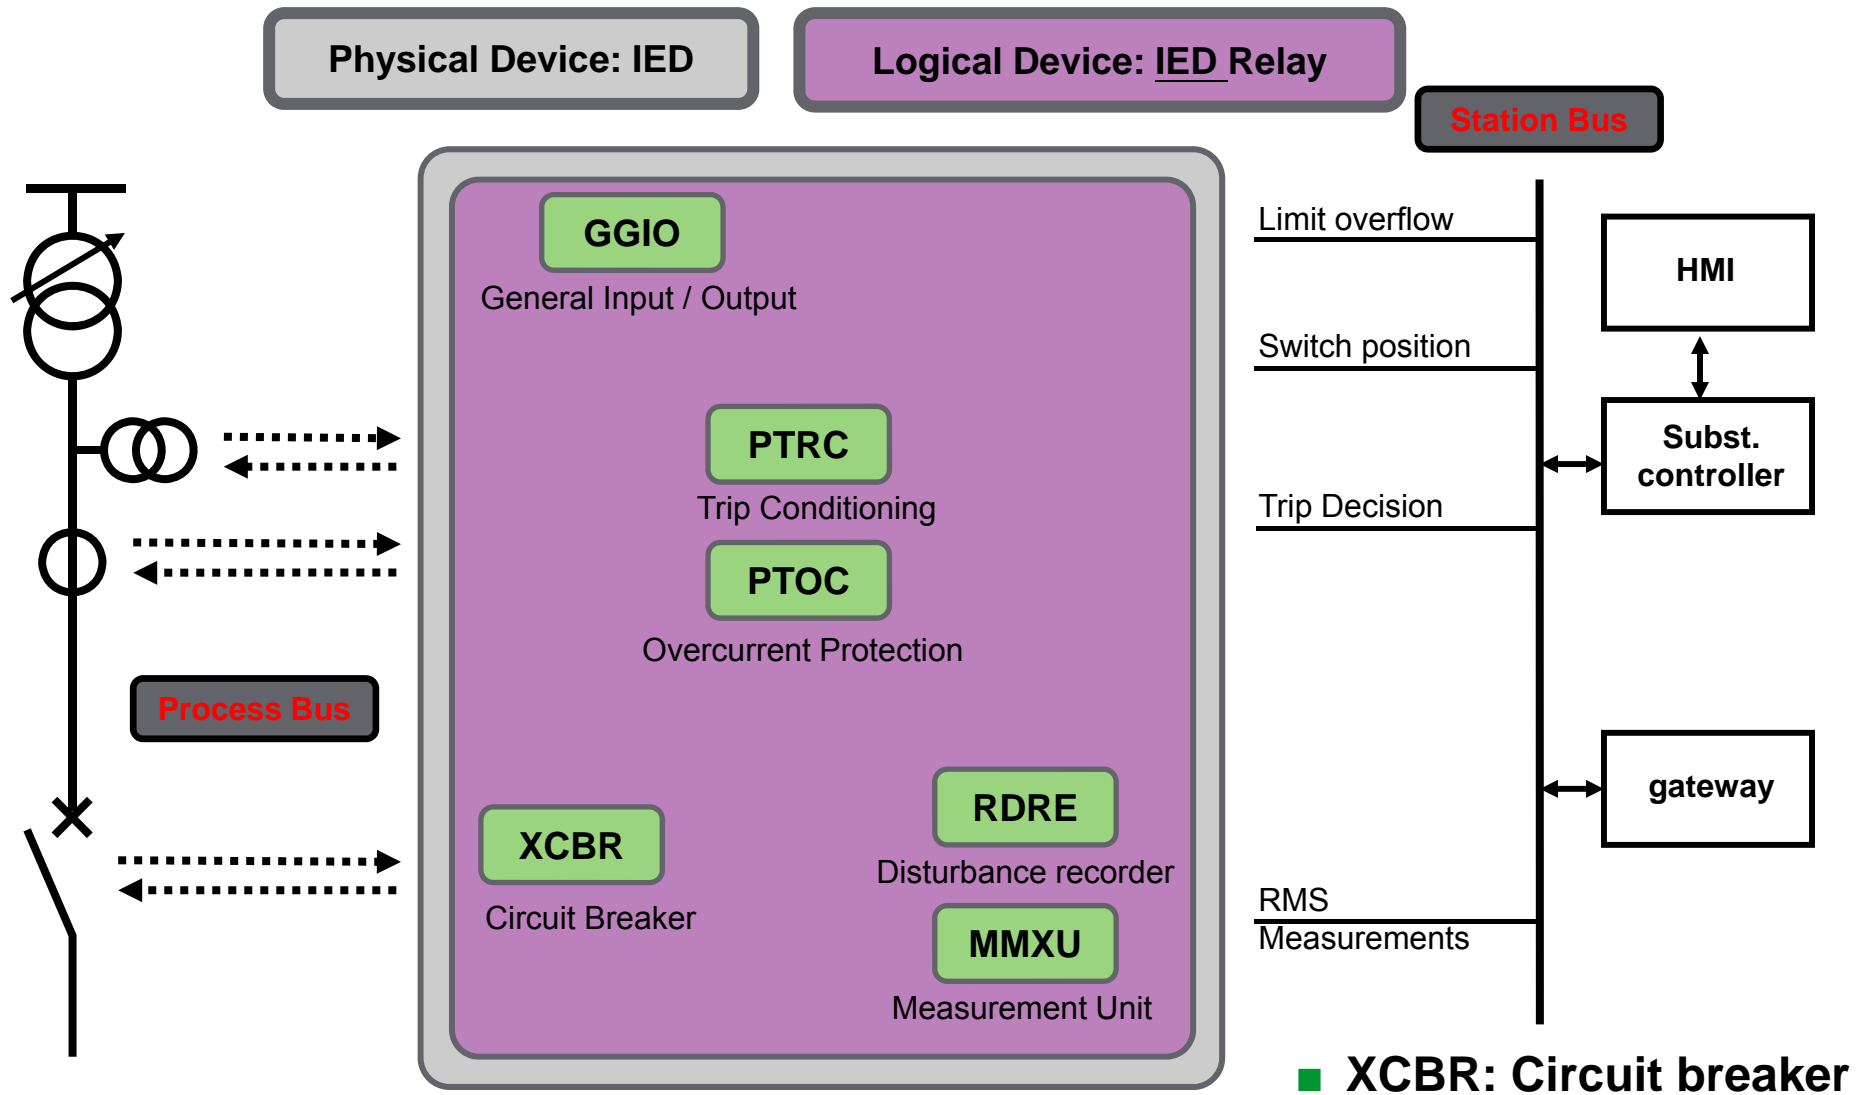 Physical Device: IED
Logical Device: IED Relay
Station Bus
GGIO
General Input / Output
Limit overflow
HMI
Switch position
PTRC
Trip Conditioning
Subst.
controller
Trip Decision
PTOC
Overcurrent Protection
Process Bus
gateway
RDRE
Disturbance recorder
XCBR
Circuit Breaker
RMS
Measurements
MMXU
Measurement Unit
XCBR: Circuit breaker